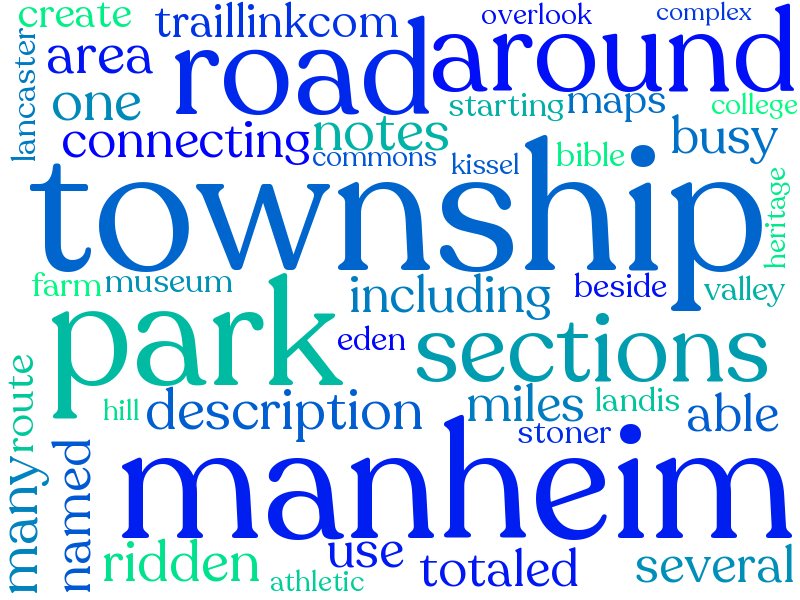 create
traillinkcom
overlook
complex
lancaster
area
road
around
one
starting
maps
college
connecting
notes
busy
commons
kissel
bible
township
heritage
farm
museum
including
beside
valley
park
eden
sections
route
hill
description
miles
landis
able
stoner
many
named
manheim
ridden
use
athletic
totaled
several